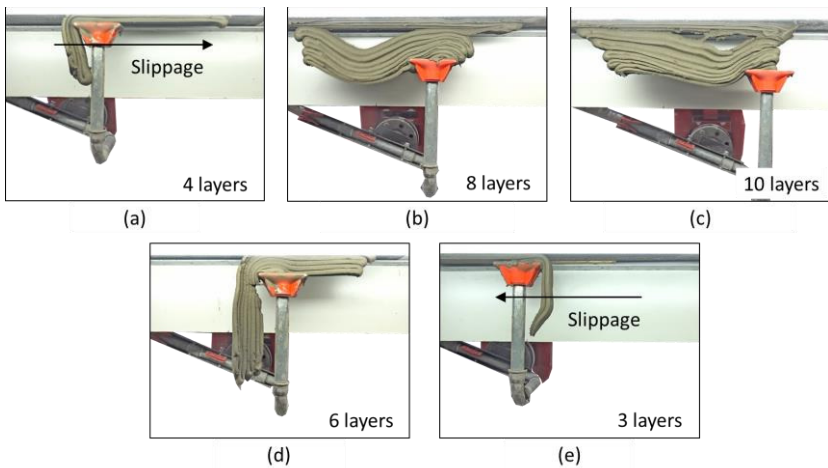 Slippage
4 layers
8 layers
10 layers
(a)
(b)
(c)
6 layers
Slippage
3 layers
(d)
(e)